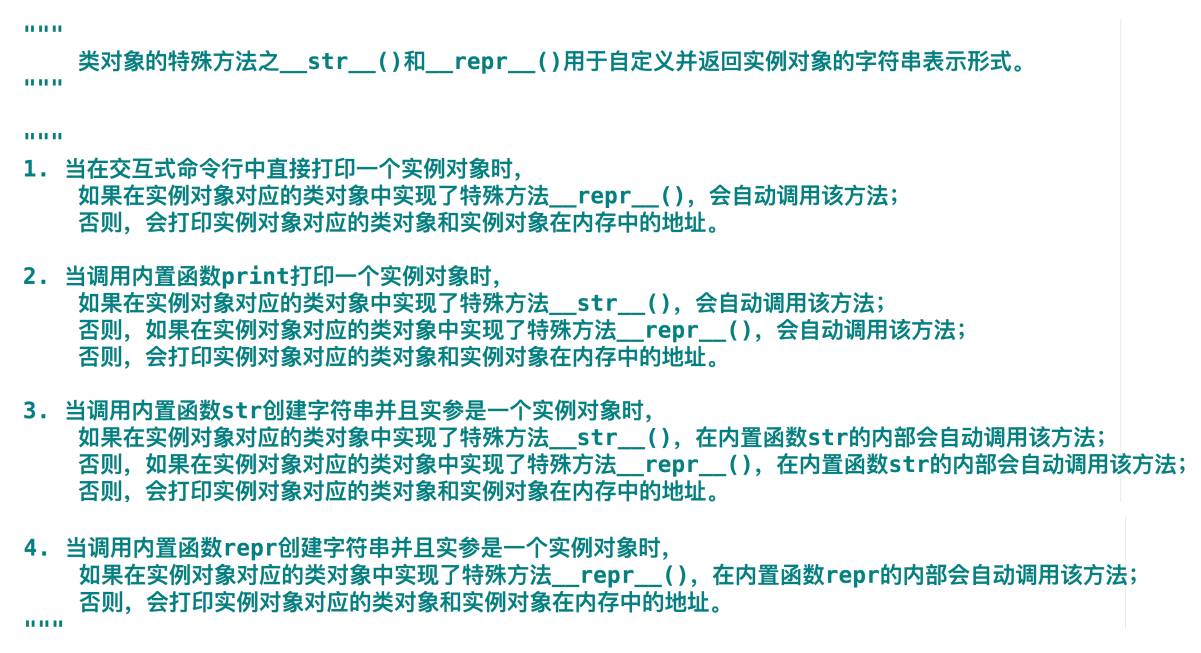 """
类对象的特殊方法之__str__()和__repr__()用于自定义并返回实例对象的字符串表示形式。
"""
"""
1. 当在交互式命令行中直接打印一个实例对象时，
如果在实例对象对应的类对象中实现了特殊方法__repr__()，会自动调用该方法；
否则，会打印实例对象对应的类对象和实例对象在内存中的地址。
2. 当调用内置函数print打印一个实例对象时，
如果在实例对象对应的类对象中实现了特殊方法__str__()，会自动调用该方法；
否则，如果在实例对象对应的类对象中实现了特殊方法__repr__()，会自动调用该方法；
否则，会打印实例对象对应的类对象和实例对象在内存中的地址。
3. 当调用内置函数str创建字符串并且实参是一个实例对象时，
如果在实例对象对应的类对象中实现了特殊方法__str__()，在内置函数str的内部会自动调用该方法；
否则，如果在实例对象对应的类对象中实现了特殊方法__repr__()，在内置函数str的内部会自动调用该方法；
否则，会打印实例对象对应的类对象和实例对象在内存中的地址。
4. 当调用内置函数repr创建字符串并且实参是一个实例对象时，
如果在实例对象对应的类对象中实现了特殊方法__repr__()，在内置函数repr的内部会自动调用该方法；
否则，会打印实例对象对应的类对象和实例对象在内存中的地址。
"""